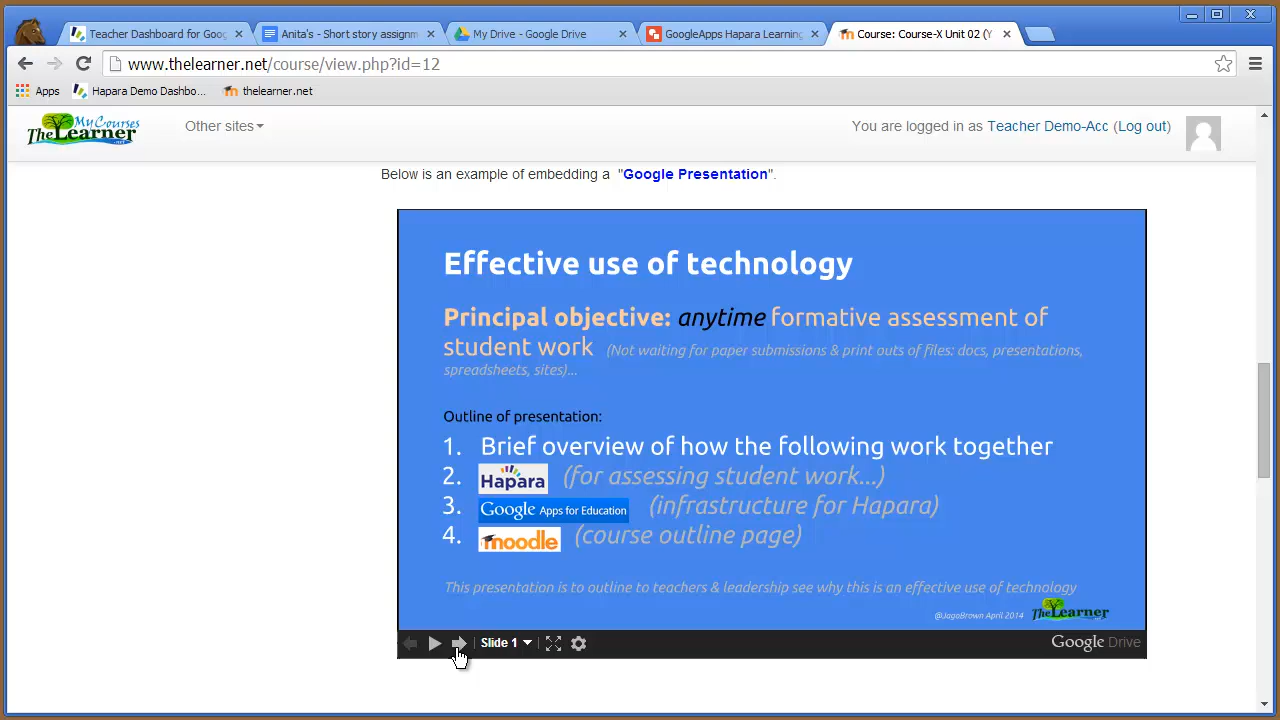 Teacher Dashboard for Goog
Anita's - Short story assignm
My Drive - Google Drive
GoogleApps Hapara Learning
Course: Course-X Unit 02 (Y
www.thelearner.net/course/view.php?id=12
Apps
Hapara Demo Dashbo...
thelearner.net
My Courses
TheLearner
.net
Other sites
You are logged in as Teacher Demo-Acc (Log out)
Below is an example of embedding a "Google Presentation".
Effective use of technology
Principal objective: anytime formative assessment of
student work (Not waiting for paper submissions & print outs of files: docs, presentations,
spreadsheets, sites)...
Outline of presentation:
1. Brief overview of how the following work together
2. Hapara (for assessing student work...)
3. Google Apps for Education (infrastructure for Hapara)
4. moodle (course outline page)
This presentation is to outline to teachers & leadership see why this is an effective use of technology
@JagoBrown April 2014
TheLearner
Slide 1
Google Drive